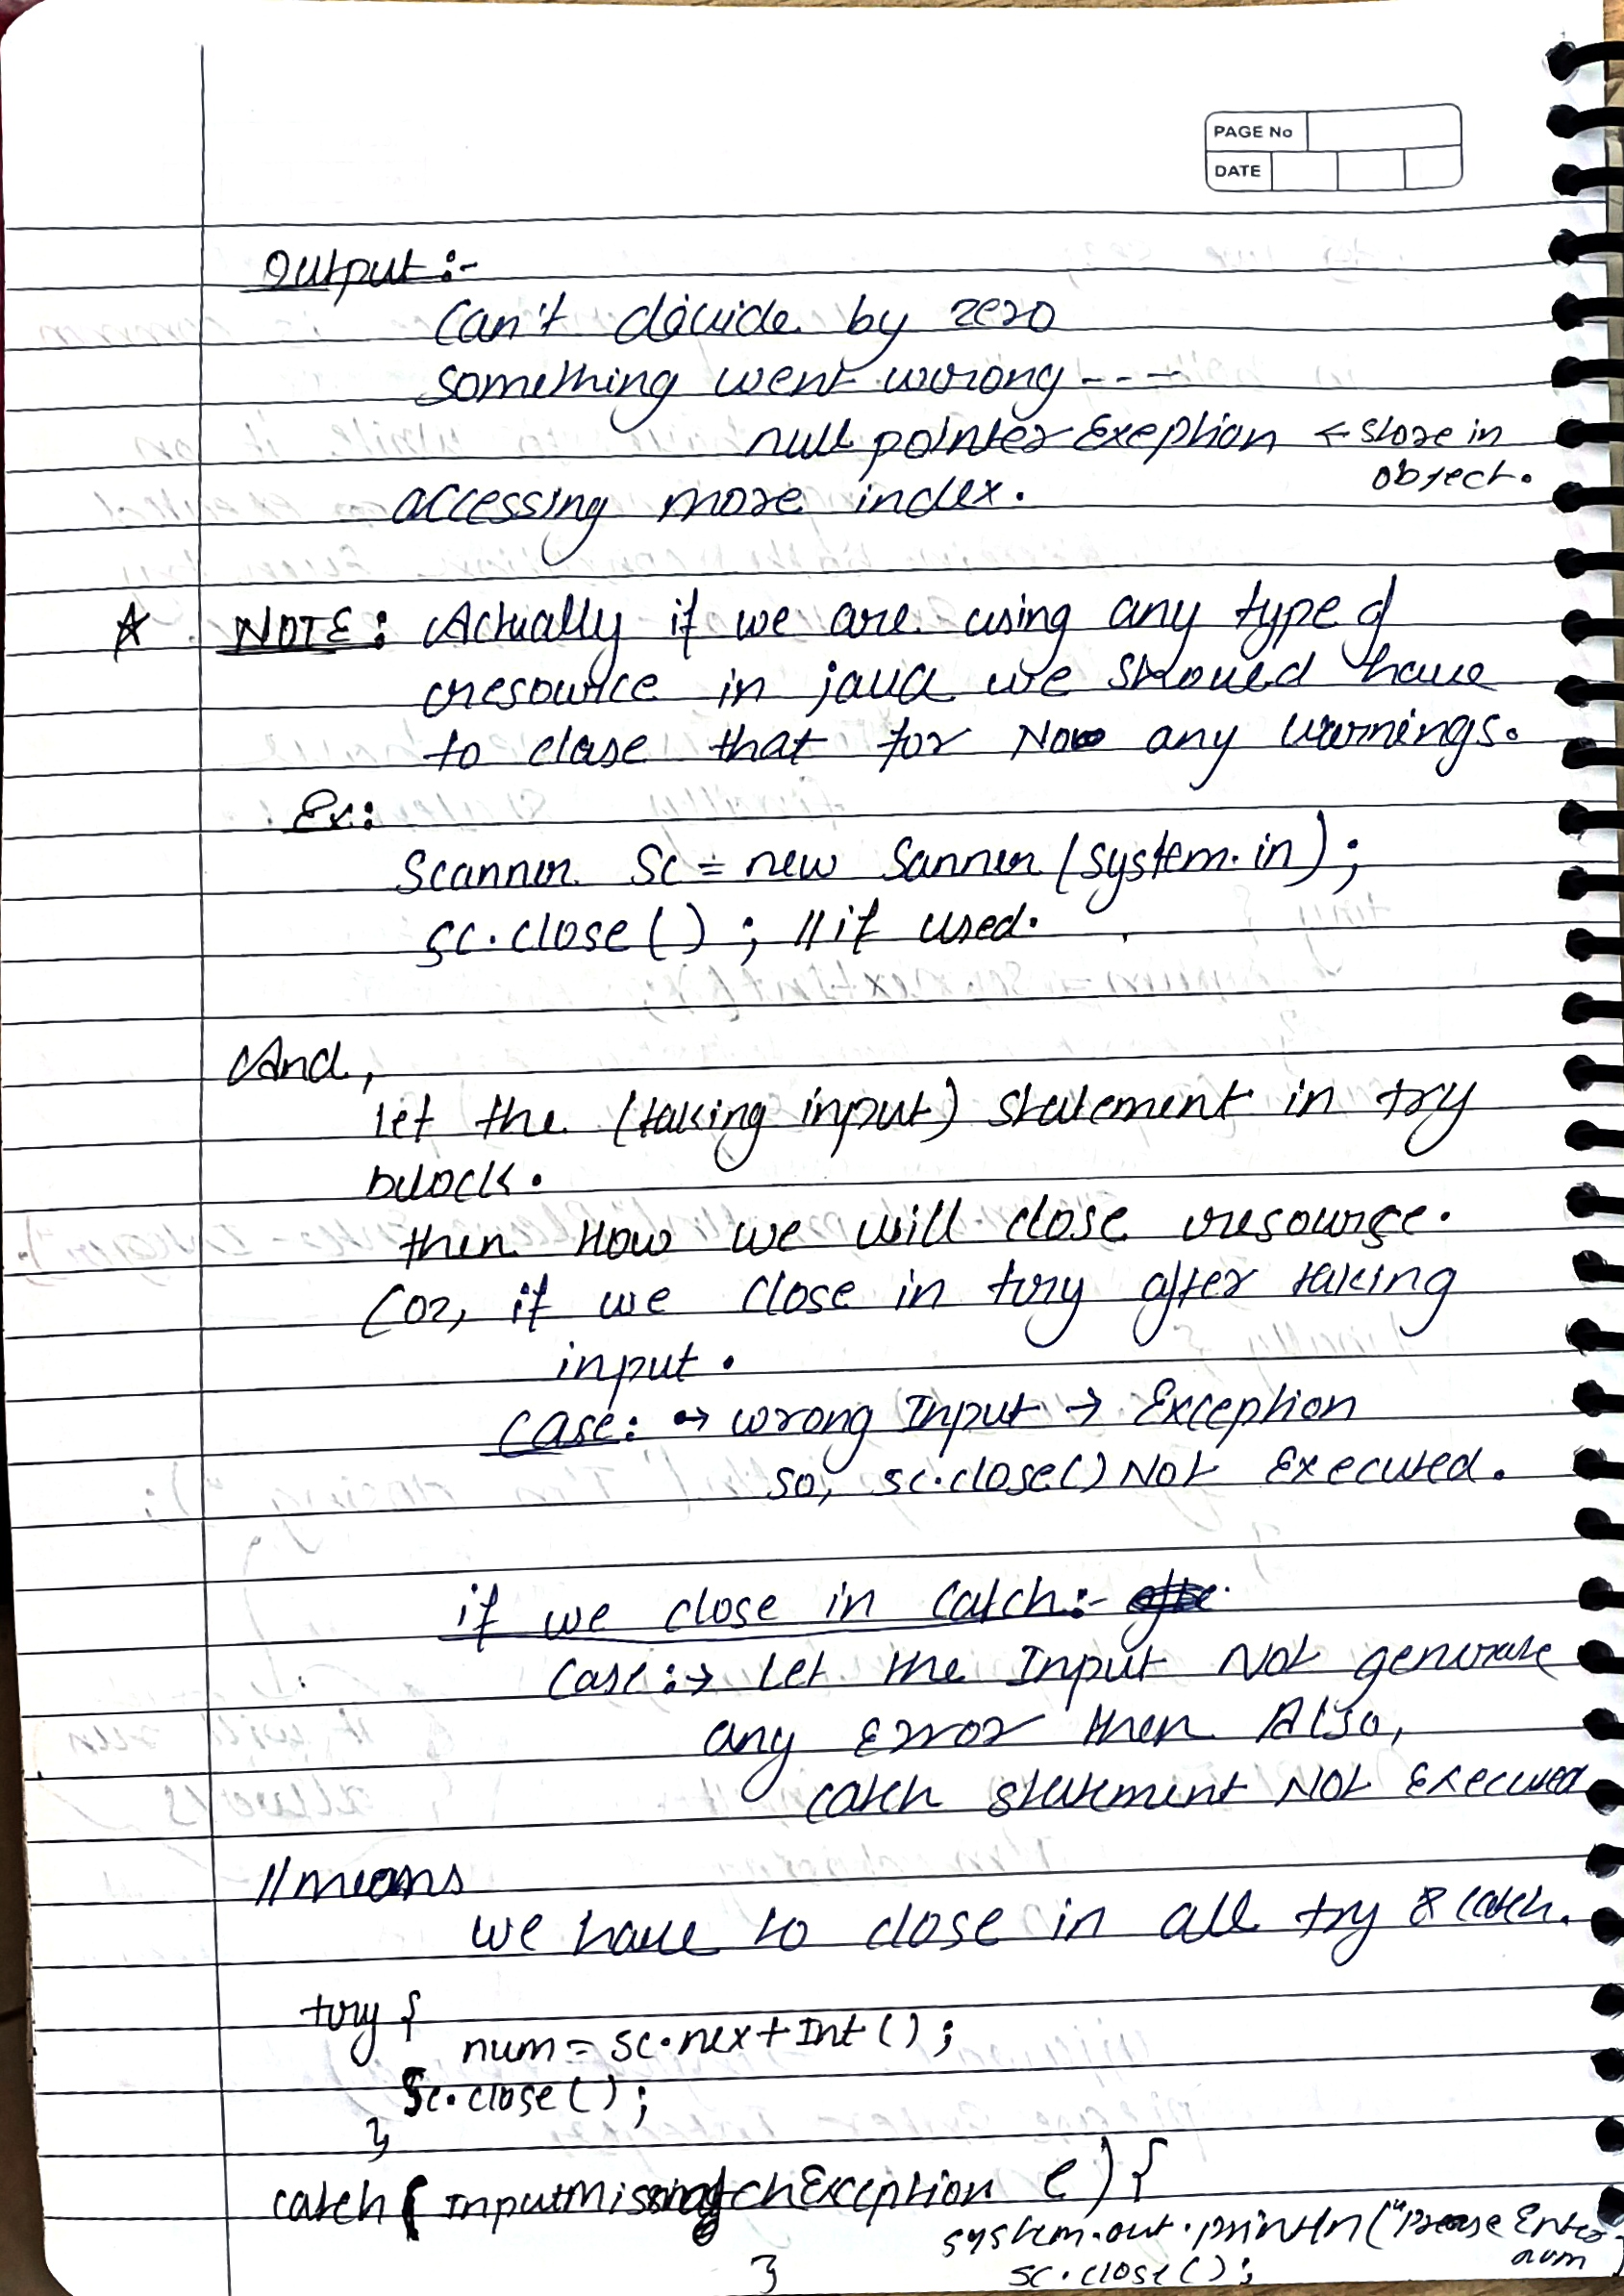 PAGE No
DATE
Output :-
Can't divide by zero
something went wrong ----
null pointer Exeption ← store in
object.
accessing more index.
☆ NOTE: Actually if we are using any type of
resource in java we should have
to close that for No any warnings.
Ex:
Scanner Sc = new Sanner (system.in);
sc.close(); //if used.
And,
let the (taking input) statement in try
block.
then How we will close resource.
(or, if we close in try after taking
input.
case: → wrong Input → Exception
so, sc.close() Not Executed.
if we close in catch:-
case:→ Let the Input Not generate
any Error then Also,
catch statement Not Executed
//means
we have to close in all try & catch.
try {
num = sc.nextInt();
Sc.close();
}
catch( InputMismatchException e) {
system.out.println("Please Enter
num
sc.close();
}